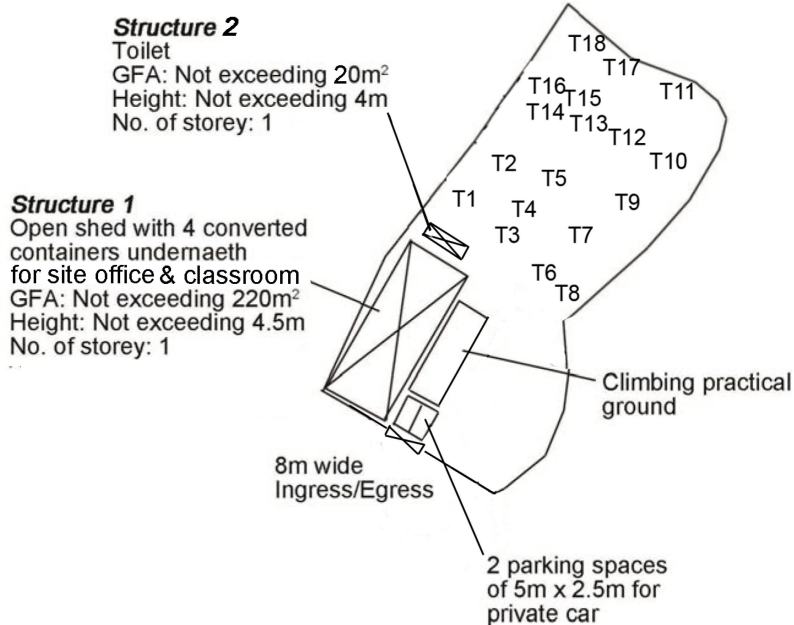 Structure 2
Toilet
GFA: Not exceeding 20m²
Height: Not exceeding 4m
No. of storey: 1
Structure 1
Open shed with 4 converted
containers undernaeth
for site office & classroom
GFA: Not exceeding 220m²
Height: Not exceeding 4.5m
No. of storey: 1
T18
T17
T16
T15
T11
T14
T13
T12
T10
T2
T5
T1
T4
T9
T3
T7
T6
T8
Climbing practical
ground
8m wide
Ingress/Egress
2 parking spaces
of 5m x 2.5m for
private car